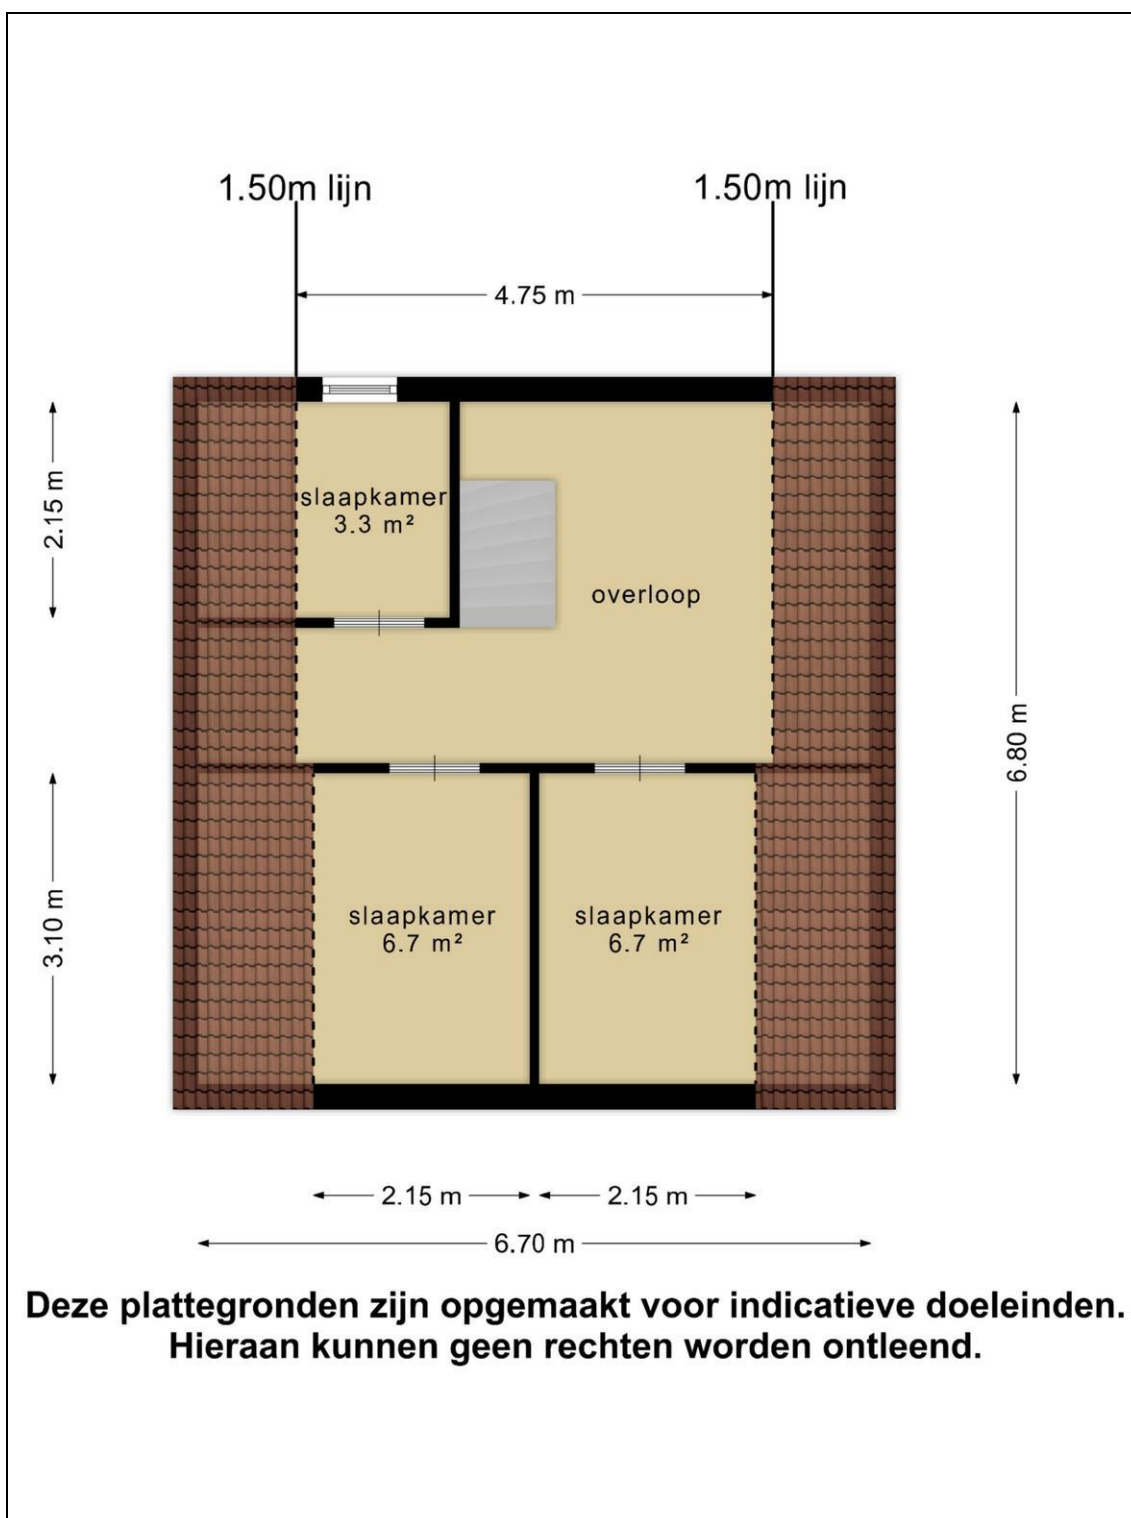 1.50m lijn
1.50m lijn
4.75 m
2.15 m
slaapkamer
3.3 m²
overloop
6.80 m
3.10 m
slaapkamer
6.7 m²
slaapkamer
6.7 m²
2.15 m
2.15 m
6.70 m
Deze plattegronden zijn opgemaakt voor indicatieve doeleinden.
Hieraan kunnen geen rechten worden ontleend.